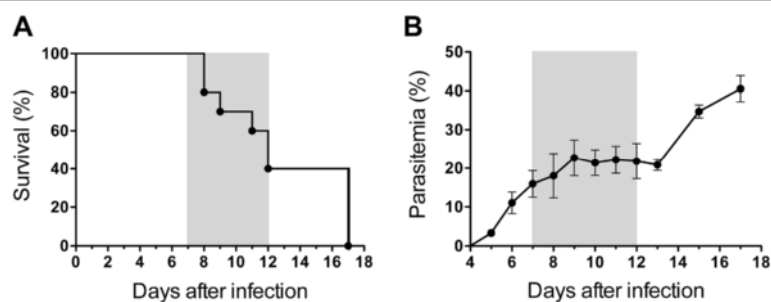 A
100
80
60
40
20
0
Survival (%)
0 2 4 6 8 10 12 14 16 18
Days after infection
B
50
40
30
20
10
0
Parasitemia (%)
4 6 8 10 12 14 16 18
Days after infection